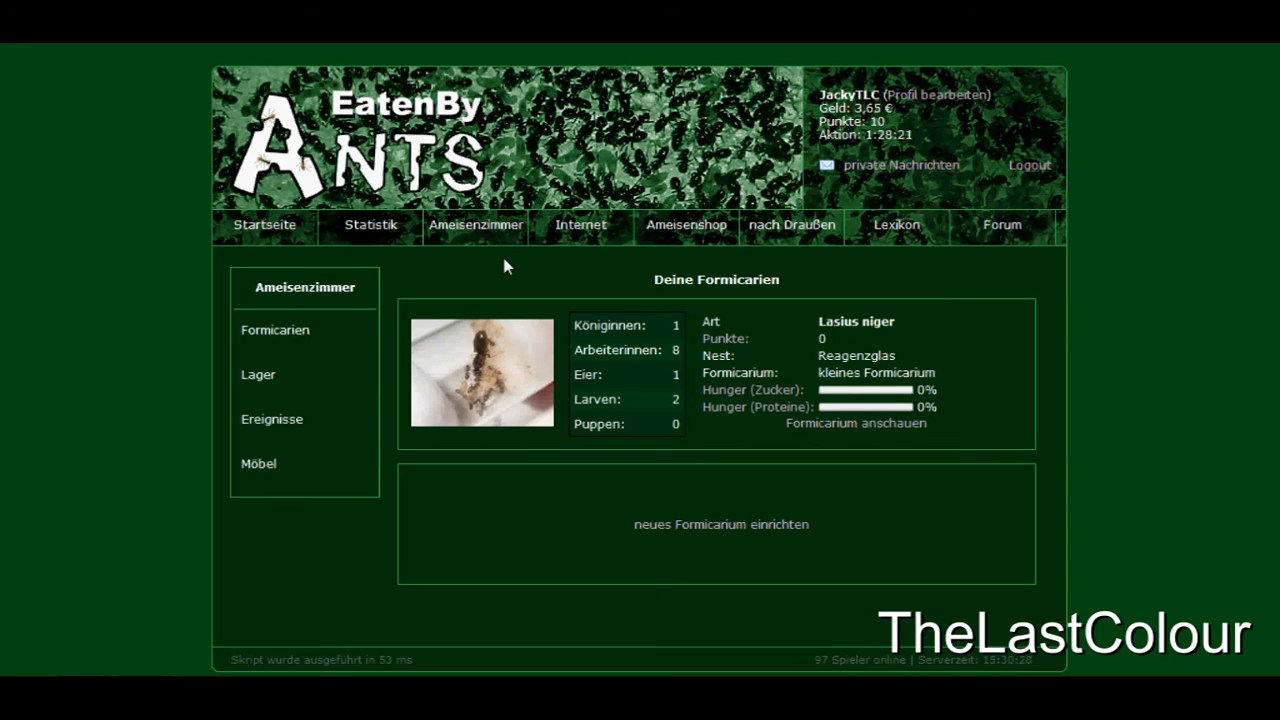 EatenBy
ANTS
JackyTLC (Profil bearbeiten)
Geld: 3,65 €
Punkte: 10
Aktion: 1:28:21
private Nachrichten Logout
Startseite Statistik Ameisenzimmer Internet Ameisenshop nach Draußen Lexikon Forum
Ameisenzimmer
Formicarien
Lager
Ereignisse
Möbel
Deine Formicarien
Königinnen: 1
Arbeiterinnen: 8
Eier: 1
Larven: 2
Puppen: 0
Art Lasius niger
Punkte: 0
Nest: Reagenzglas
Formicarium: kleines Formicarium
Hunger (Zucker): 0%
Hunger (Proteine): 0%
Formicarium anschauen
neues Formicarium einrichten
TheLastColour
Skript wurde ausgeführt in 53 ms
97 Spieler online | Serverzeit: 15:30:28